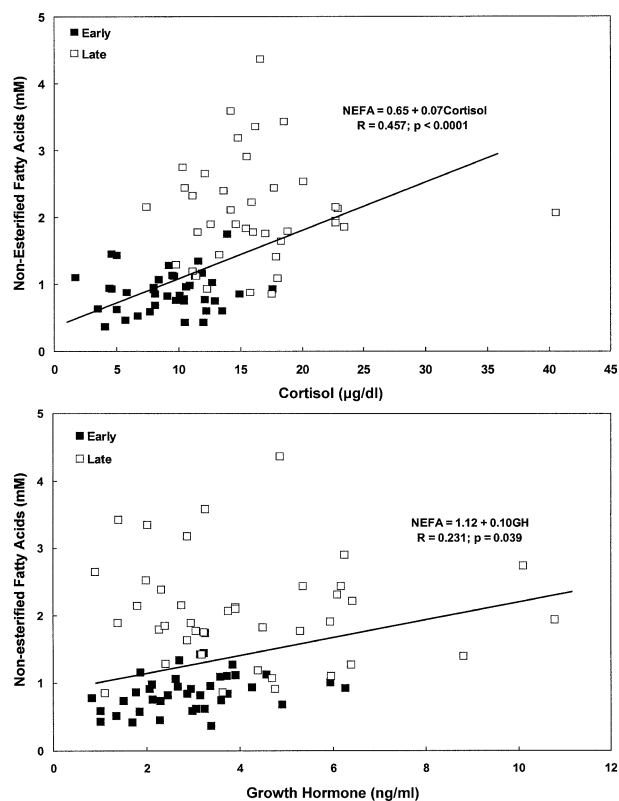 5
Early
Late
4
NEFA = 0.65 + 0.07Cortisol
R = 0.457; p < 0.0001
3
2
1
0
Non-Esterified Fatty Acids (mM)
0 5 10 15 20 25 30 35 40 45
Cortisol (µg/dl)
5
Early
Late
4
NEFA = 1.12 + 0.10GH
R = 0.231; p = 0.039
3
2
1
0
Non-esterified Fatty Acids (mM)
0 2 4 6 8 10 12
Growth Hormone (ng/ml)